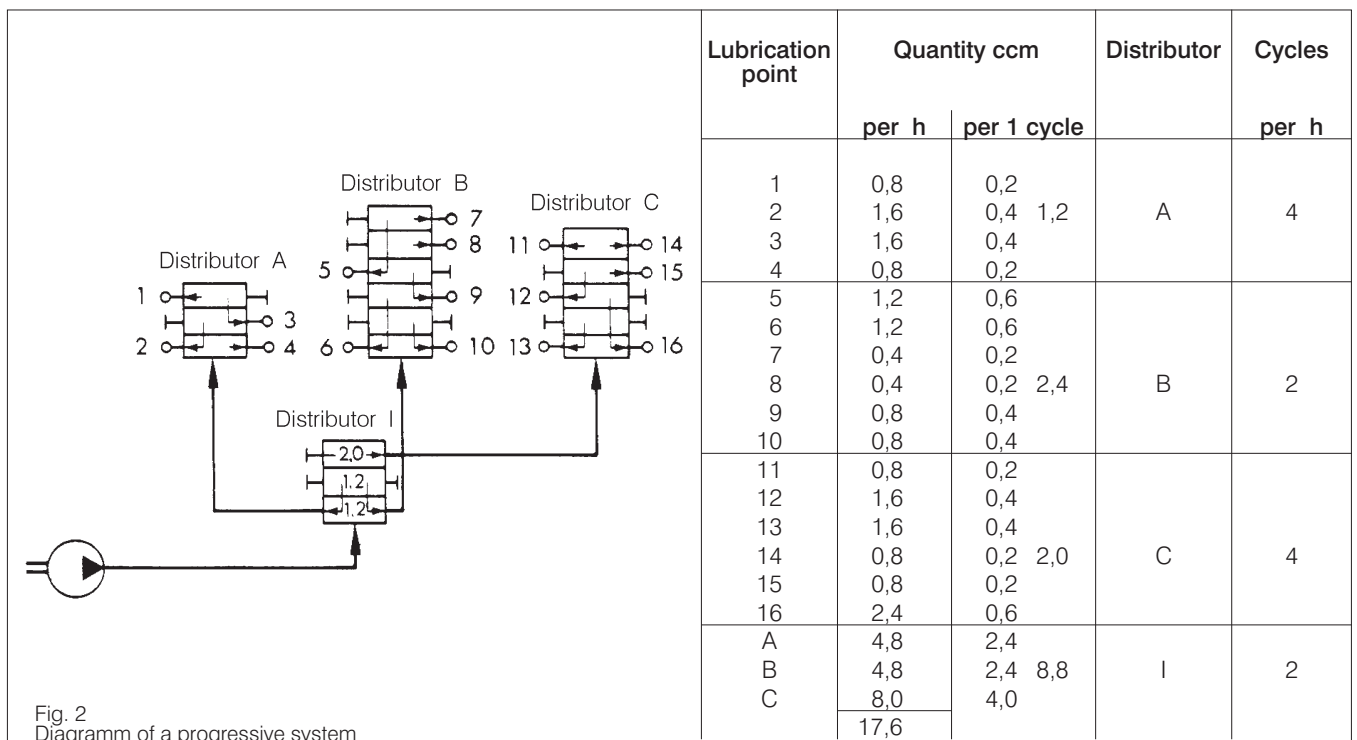 Distributor B
7
Distributor C
8
11 14
Distributor A
5 15
1
9 12
3
2 4 6 10 13 16
Distributor I
2,0
1,2
1,2
Fig. 2
Diagramm of a progressive system
Lubrication point Quantity ccm Distributor Cycles
per h per 1 cycle per h
1 0,8 0,2
2 1,6 0,4 1,2 A 4
3 1,6 0,4
4 0,8 0,2
5 1,2 0,6
6 1,2 0,6
7 0,4 0,2
8 0,4 0,2 2,4 B 2
9 0,8 0,4
10 0,8 0,4
11 0,8 0,2
12 1,6 0,4
13 1,6 0,4
14 0,8 0,2 2,0 C 4
15 0,8 0,2
16 2,4 0,6
A 4,8 2,4
B 4,8 2,4 8,8 I 2
C 8,0 4,0
17,6